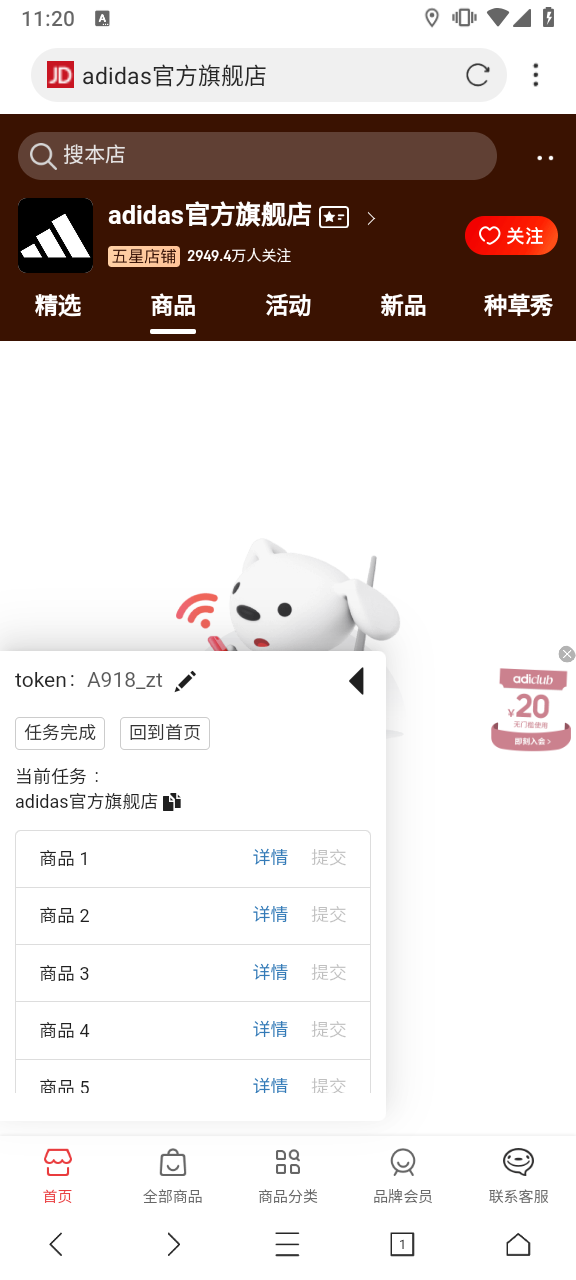 11:20
A
JD adidas官方旗舰店
搜本店
adidas官方旗舰店
关注
五星店铺 2949.4万人关注
精选 商品 活动 新品 种草秀
token: A918_zt
adiclub
¥20
无门槛使用
即刻入会>
任务完成 回到首页
当前任务：
adidas官方旗舰店
商品 1 详情 提交
商品 2 详情 提交
商品 3 详情 提交
商品 4 详情 提交
商品 5 详情 提交
首页 全部商品 商品分类 品牌会员 联系客服
1